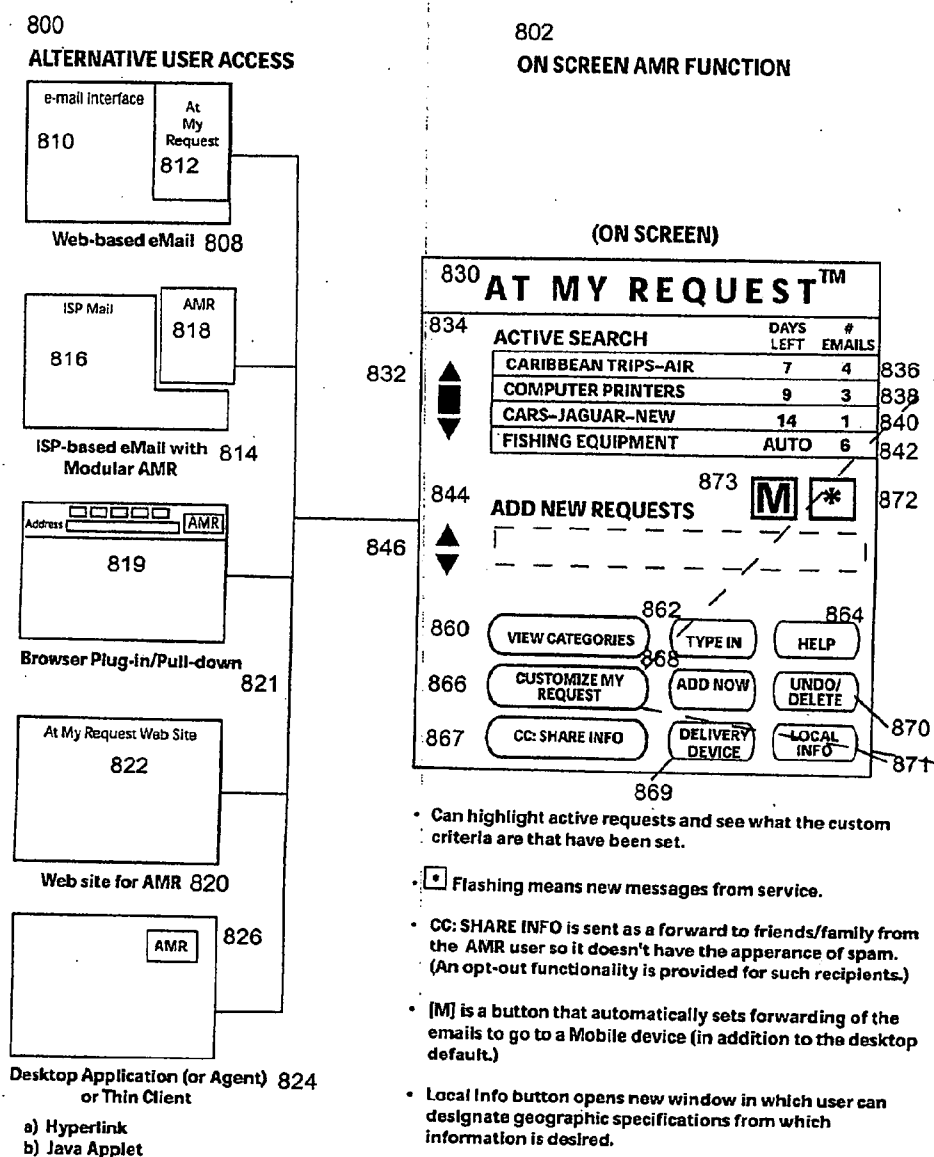 800
ALTERNATIVE USER ACCESS
e-mail interface
810
At
My
Request
812
Web-based eMail 808
ISP Mail
816
AMR
818
ISP-based eMail with 814
Modular AMR
Address
AMR
819
Browser Plug-in/Pull-down
821
At My Request Web Site
822
Web site for AMR 820
AMR
826
Desktop Application (or Agent) 824
or Thin Client
a) Hyperlink
b) Java Applet
802
ON SCREEN AMR FUNCTION
(ON SCREEN)
830 AT MY REQUEST™
834
832
ACTIVE SEARCH DAYS LEFT # EMAILS
CARIBBEAN TRIPS–AIR 7 4 836
COMPUTER PRINTERS 9 3 838
CARS–JAGUAR–NEW 14 1 840
FISHING EQUIPMENT AUTO 6 842
844
846
ADD NEW REQUESTS
873 M * 872
860 VIEW CATEGORIES 862 TYPE IN 864 HELP
866 CUSTOMIZE MY REQUEST 868 ADD NOW UNDO/ DELETE 870
867 CC: SHARE INFO DELIVERY DEVICE LOCAL INFO 871
869
• Can highlight active requests and see what the custom
criteria are that have been set.
• [•] Flashing means new messages from service.
• CC: SHARE INFO is sent as a forward to friends/family from
the AMR user so it doesn't have the apperance of spam.
(An opt-out functionality is provided for such recipients.)
• [M] is a button that automatically sets forwarding of the
emails to go to a Mobile device (in addition to the desktop
default.)
• Local Info button opens new window in which user can
designate geographic specifications from which
information is desired.